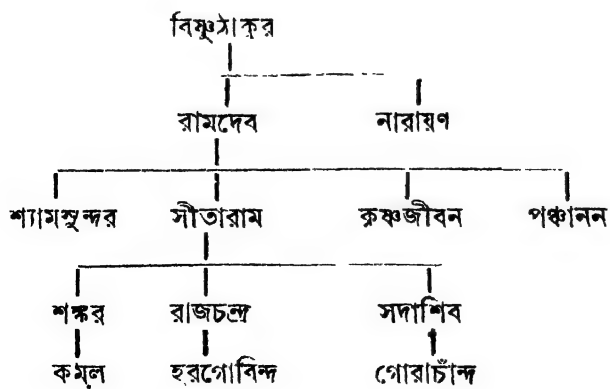 বিষ্ণুঠাকুর
রামদেব নারায়ণ
শ্যামসুন্দর সীতারাম কৃষ্ণজীবন পঞ্চানন
শঙ্কর রাজচন্দ্র সদাশিব
কমল হরগোবিন্দ গোরাচাঁন্দ